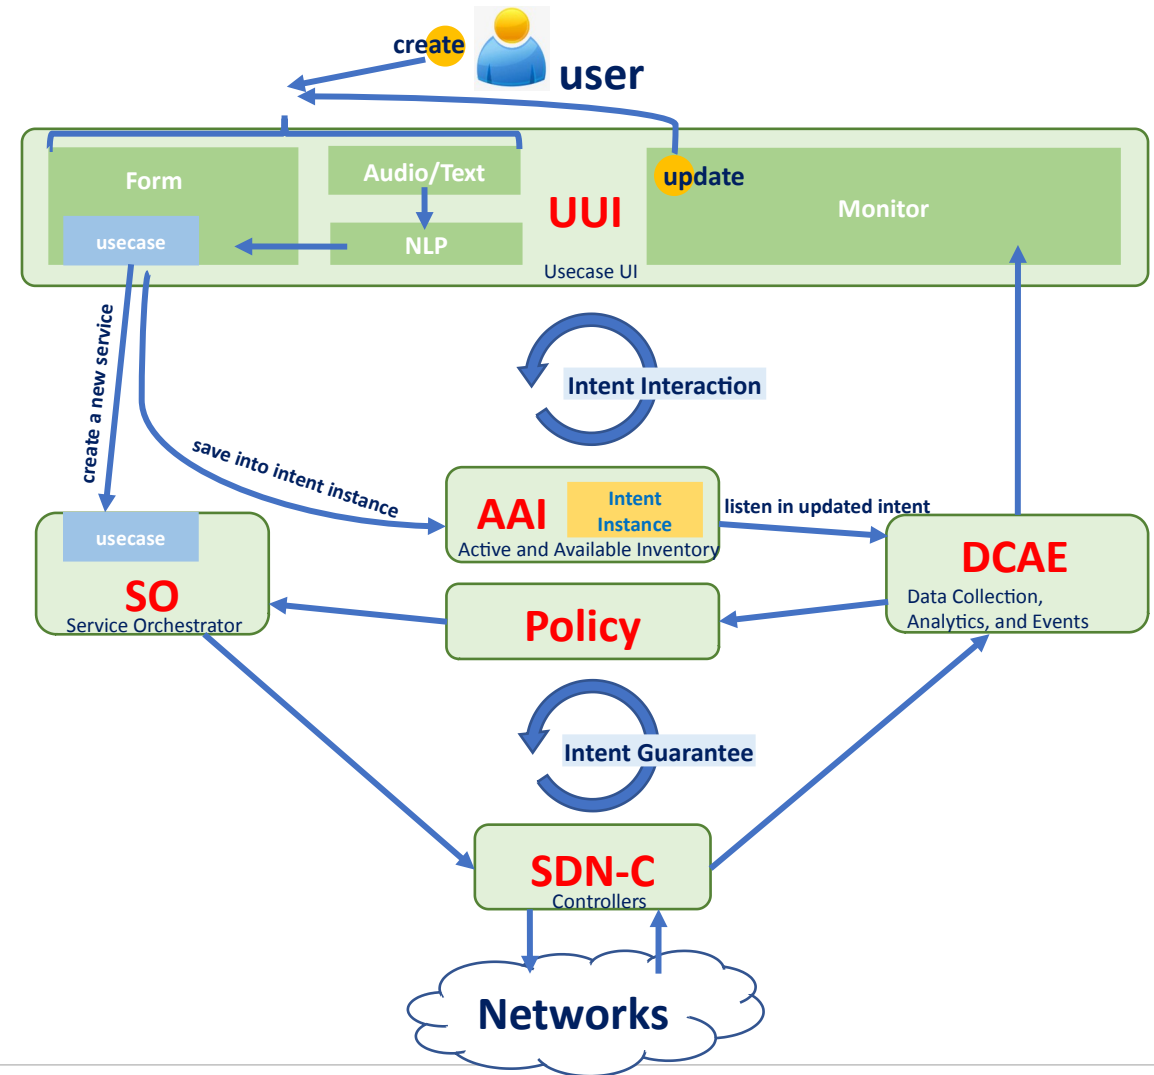 create
user
Form
Audio/Text
update
UUI
Monitor
usecase
NLP
Usecase UI
create a new service
save into intent instance
Intent Interaction
AAI
Intent
Instance
Active and Available Inventory
listen in updated intent
usecase
SO
Service Orchestrator
DCAE
Data Collection,
Analytics, and Events
Policy
Intent Guarantee
SDN-C
Controllers
Networks